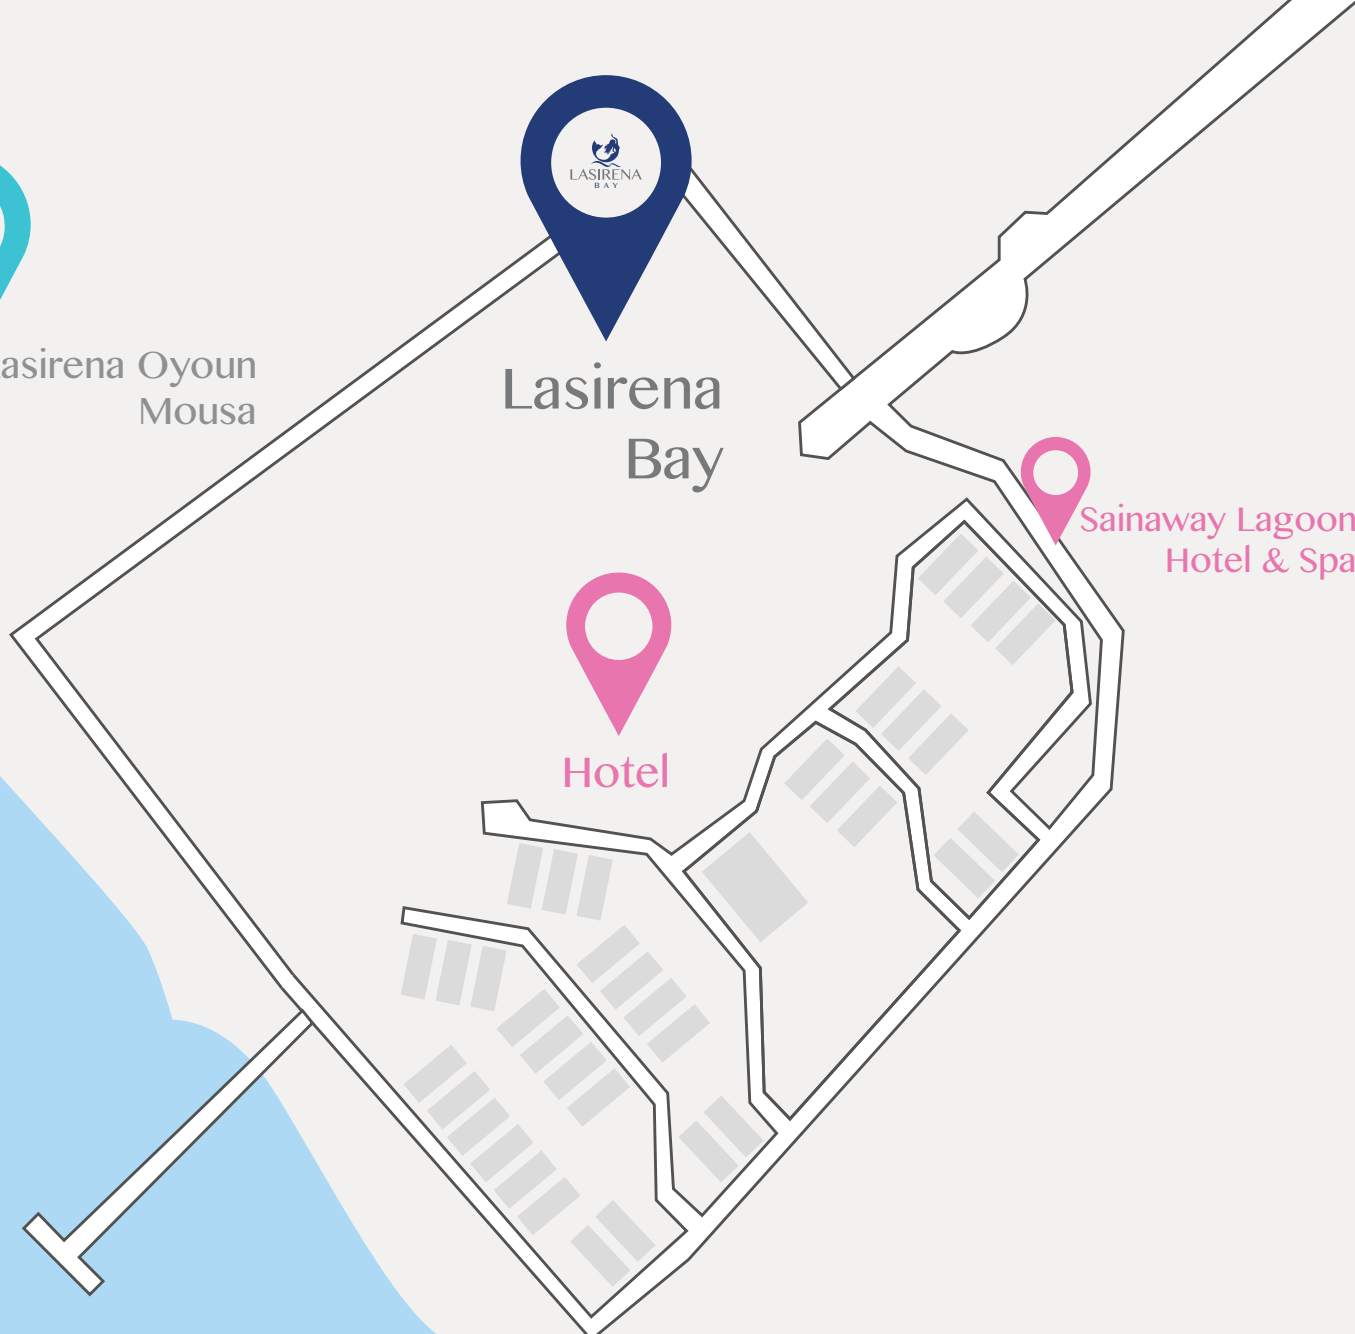 LASIRENA
BAY
asirena Oyoun
Mousa
Lasirena
Bay
Sainaway Lagoon
Hotel & Spa
Hotel